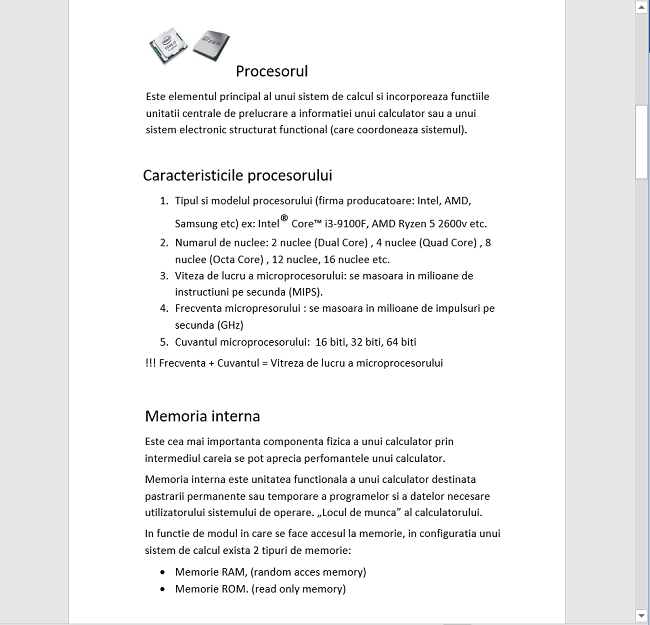 RYZEN
Procesorul
Este elementul principal al unui sistem de calcul si incorporeaza functiile
unitatii centrale de prelucrare a informatiei unui calculator sau a unui
sistem electronic structurat functional (care coordoneaza sistemul).
Caracteristicile procesorului
1. Tipul si modelul procesorului (firma producatoare: Intel, AMD,
Samsung etc) ex: Intel® Core™ i3-9100F, AMD Ryzen 5 2600v etc.
2. Numarul de nuclee: 2 nuclee (Dual Core) , 4 nuclee (Quad Core) , 8
nuclee (Octa Core) , 12 nuclee, 16 nuclee etc.
3. Viteza de lucru a microprocesorului: se masoara in milioane de
instructiuni pe secunda (MIPS).
4. Frecventa micropresorului : se masoara in milioane de impulsuri pe
secunda (GHz)
5. Cuvantul microprocesorului: 16 biti, 32 biti, 64 biti
!!! Frecventa + Cuvantul = Vitreza de lucru a microprocesorului
Memoria interna
Este cea mai importanta componenta fizica a unui calculator prin
intermediul careia se pot aprecia perfomantele unui calculator.
Memoria interna este unitatea functionala a unui calculator destinata
pastrarii permanente sau temporare a programelor si a datelor necesare
utilizatorului sistemului de operare. „Locul de munca” al calculatorului.
In functie de modul in care se face accesul la memorie, in configuratia unui
sistem de calcul exista 2 tipuri de memorie:
• Memorie RAM, (random acces memory)
• Memorie ROM. (read only memory)